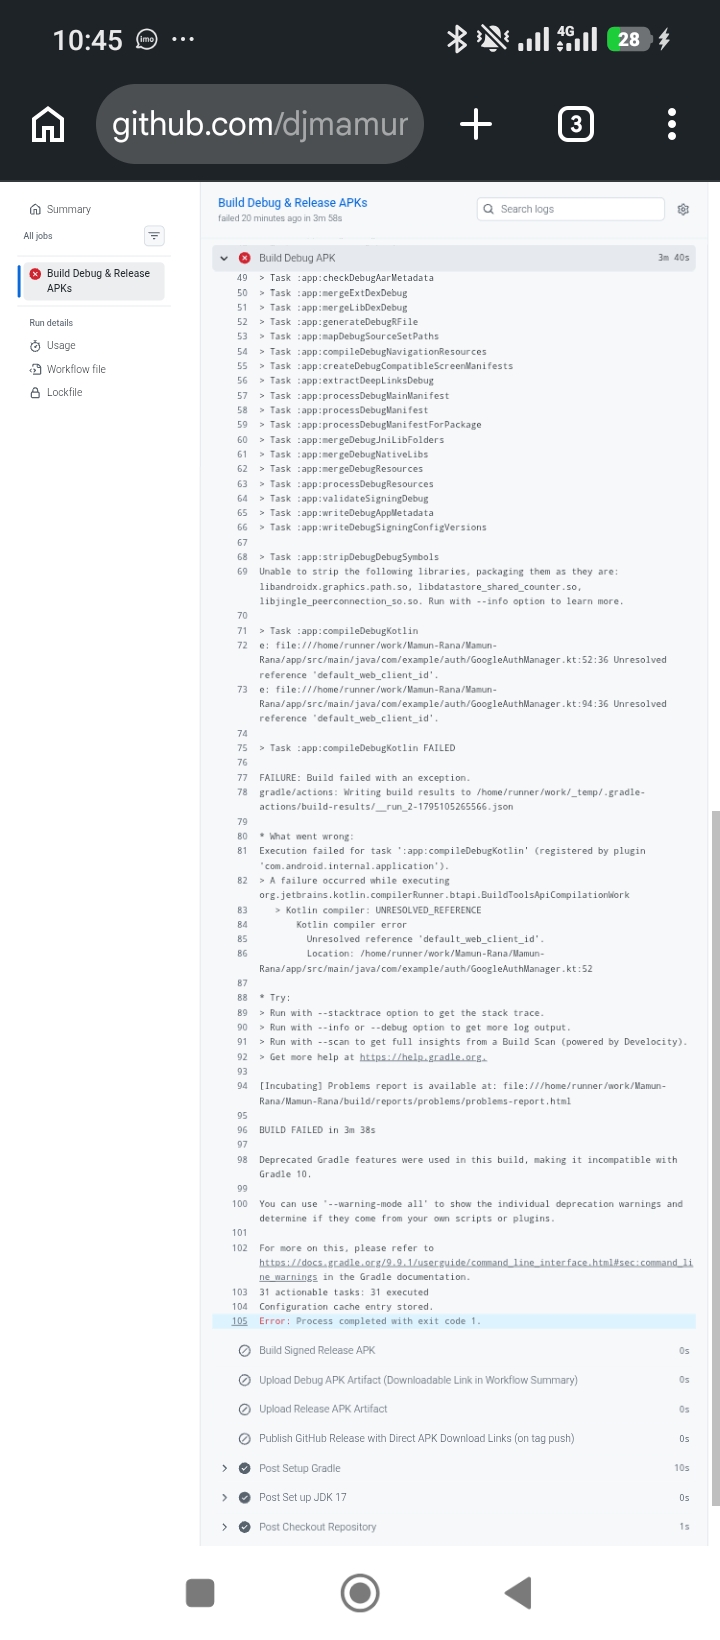 10:45
imo
4G
28
github.com/djmamur
3
Summary
All jobs
Build Debug & Release
APKs
Run details
Usage
Workflow file
Lockfile
Build Debug & Release APKs
failed 20 minutes ago in 3m 58s
Search logs
Build Debug APK 3m 40s
49 > Task :app:checkDebugAarMetadata
50 > Task :app:mergeExtDexDebug
51 > Task :app:mergeLibDexDebug
52 > Task :app:generateDebugRFile
53 > Task :app:mapDebugSourceSetPaths
54 > Task :app:compileDebugNavigationResources
55 > Task :app:createDebugCompatibleScreenManifests
56 > Task :app:extractDeepLinksDebug
57 > Task :app:processDebugMainManifest
58 > Task :app:processDebugManifest
59 > Task :app:processDebugManifestForPackage
60 > Task :app:mergeDebugJniLibFolders
61 > Task :app:mergeDebugNativeLibs
62 > Task :app:mergeDebugResources
63 > Task :app:processDebugResources
64 > Task :app:validateSigningDebug
65 > Task :app:writeDebugAppMetadata
66 > Task :app:writeDebugSigningConfigVersions
67
68 > Task :app:stripDebugDebugSymbols
69 Unable to strip the following libraries, packaging them as they are:
libandroidx.graphics.path.so, libdatastore_shared_counter.so,
libjingle_peerconnection_so.so. Run with --info option to learn more.
70
71 > Task :app:compileDebugKotlin
72 e: file:///home/runner/work/Mamun-Rana/Mamun-
Rana/app/src/main/java/com/example/auth/GoogleAuthManager.kt:52:36 Unresolved
reference 'default_web_client_id'.
73 e: file:///home/runner/work/Mamun-Rana/Mamun-
Rana/app/src/main/java/com/example/auth/GoogleAuthManager.kt:94:36 Unresolved
reference 'default_web_client_id'.
74
75 > Task :app:compileDebugKotlin FAILED
76
77 FAILURE: Build failed with an exception.
78 gradle/actions: Writing build results to /home/runner/work/_temp/.gradle-
actions/build-results/__run_2-1795105265566.json
79
80 * What went wrong:
81 Execution failed for task ':app:compileDebugKotlin' (registered by plugin
'com.android.internal.application').
82 > A failure occurred while executing
org.jetbrains.kotlin.compilerRunner.btapi.BuildToolsApiCompilationWork
83 > Kotlin compiler: UNRESOLVED_REFERENCE
84 Kotlin compiler error
85 Unresolved reference 'default_web_client_id'.
86 Location: /home/runner/work/Mamun-Rana/Mamun-
Rana/app/src/main/java/com/example/auth/GoogleAuthManager.kt:52
87
88 * Try:
89 > Run with --stacktrace option to get the stack trace.
90 > Run with --info or --debug option to get more log output.
91 > Run with --scan to get full insights from a Build Scan (powered by Develocity).
92 > Get more help at https://help.gradle.org.
93
94 [Incubating] Problems report is available at: file:///home/runner/work/Mamun-
Rana/Mamun-Rana/build/reports/problems/problems-report.html
95
96 BUILD FAILED in 3m 38s
97
98 Deprecated Gradle features were used in this build, making it incompatible with
Gradle 10.
99
100 You can use '--warning-mode all' to show the individual deprecation warnings and
determine if they come from your own scripts or plugins.
101
102 For more on this, please refer to
https://docs.gradle.org/9.9.1/userguide/command_line_interface.html#sec:command_li
ne_warnings in the Gradle documentation.
103 31 actionable tasks: 31 executed
104 Configuration cache entry stored.
105 Error: Process completed with exit code 1.
Build Signed Release APK 0s
Upload Debug APK Artifact (Downloadable Link in Workflow Summary) 0s
Upload Release APK Artifact 0s
Publish GitHub Release with Direct APK Download Links (on tag push) 0s
Post Setup Gradle 10s
Post Set up JDK 17 0s
Post Checkout Repository 1s